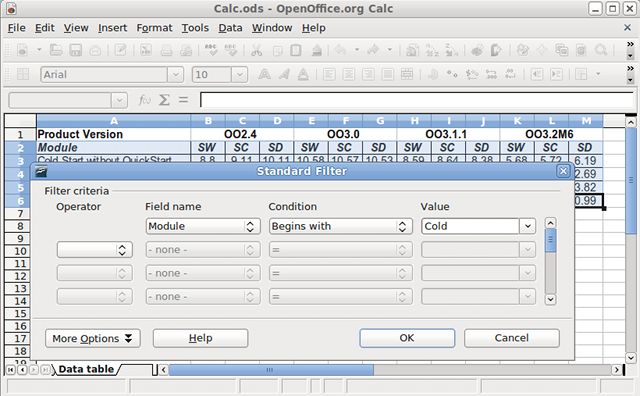 Calc.ods - OpenOffice.org Calc
File Edit View Insert Format Tools Data Window Help
Arial 10
A B C D E F G H I J K L M
1 Product Version OO2.4 OO3.0 OO3.1.1 OO3.2M6
2 Module SW SC SD SW SC SD SW SC SD SW SC SD
3 Cold Start without QuickStart 8.8 9.11 10.11 10.58 10.57 10.53 8.59 8.64 8.38 5.68 5.72 6.19
Standard Filter
4 2.69
Filter criteria
5 3.82
Operator Field name Condition Value
6 0.99
7
8 Module Begins with Cold
9
10 - none - =
11
12 - none - =
13
14 - none - =
15
16
17 More Options Help OK Cancel
18
Data table